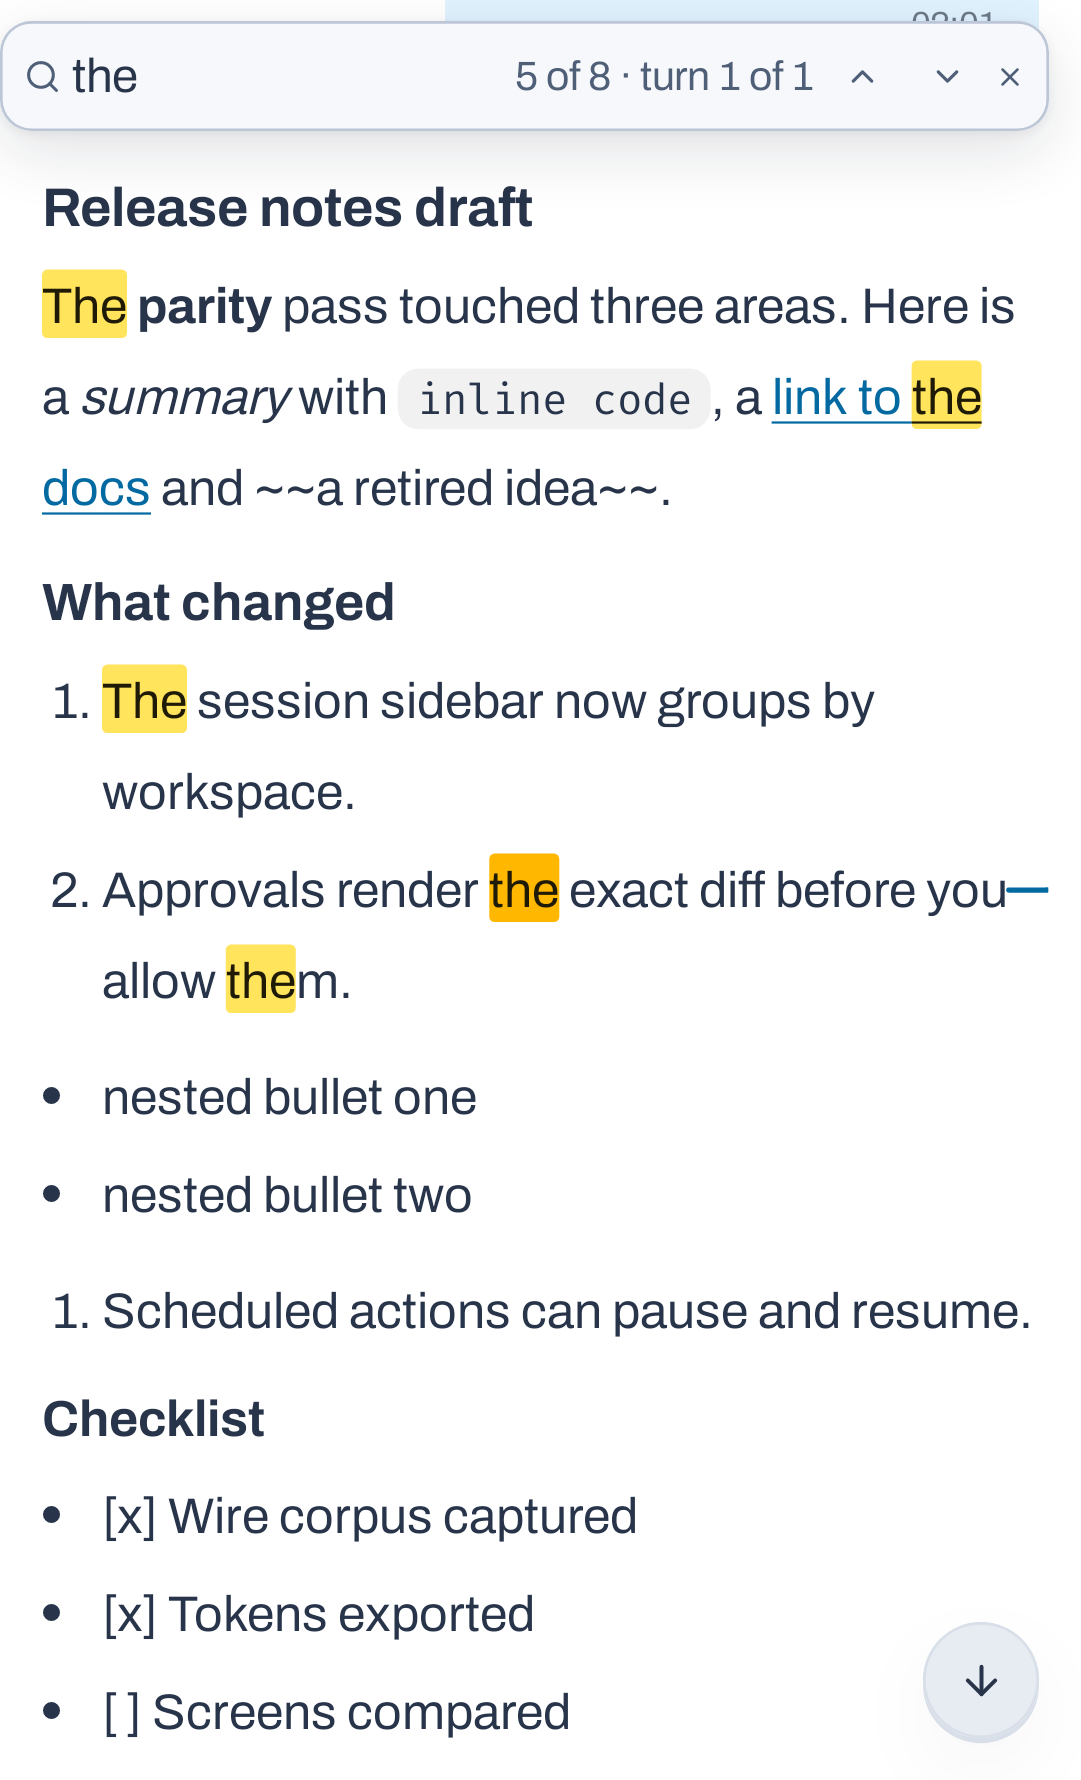 the 5 of 8 · turn 1 of 1
Release notes draft
The parity pass touched three areas. Here is
a summary with inline code , a link to the
docs and ~~a retired idea~~.
What changed
1. The session sidebar now groups by
workspace.
2. Approvals render the exact diff before you
allow them.
• nested bullet one
• nested bullet two
1. Scheduled actions can pause and resume.
Checklist
• [x] Wire corpus captured
• [x] Tokens exported
• [ ] Screens compared